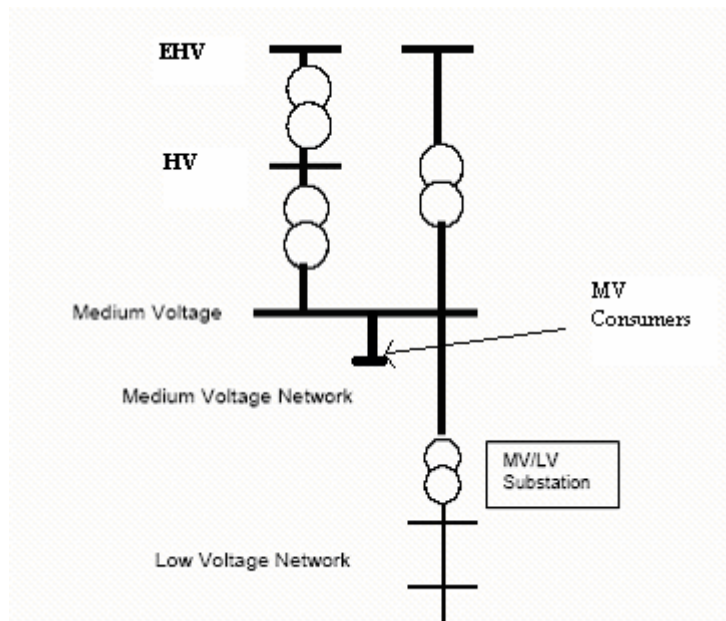 EHV
HV
Medium Voltage
MV
Consumers
Medium Voltage Network
MV/LV
Substation
Low Voltage Network